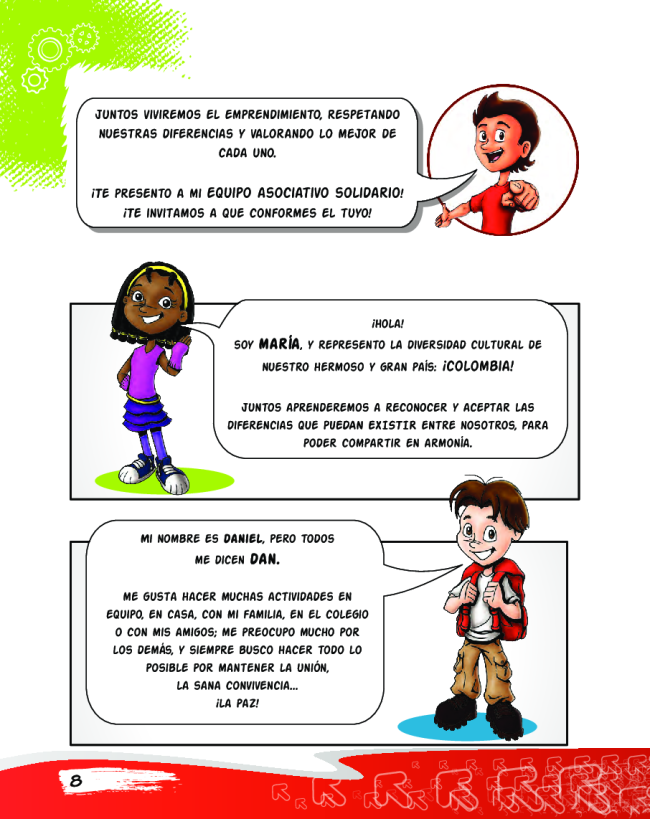 JUNTOS VIVIREMOS EL EMPRENDIMIENTO, RESPETANDO
NUESTRAS DIFERENCIAS Y VALORANDO LO MEJOR DE
CADA UNO.
¡TE PRESENTO A MI EQUIPO ASOCIATIVO SOLIDARIO!
¡TE INVITAMOS A QUE CONFORMES EL TUYO!
¡HOLA!
SOY MARÍA, Y REPRESENTO LA DIVERSIDAD CULTURAL DE
NUESTRO HERMOSO Y GRAN PAÍS: ¡COLOMBIA!
JUNTOS APRENDEREMOS A RECONOCER Y ACEPTAR LAS
DIFERENCIAS QUE PUEDAN EXISTIR ENTRE NOSOTROS, PARA
PODER COMPARTIR EN ARMONÍA.
MI NOMBRE ES DANIEL, PERO TODOS
ME DICEN DAN.
ME GUSTA HACER MUCHAS ACTIVIDADES EN
EQUIPO, EN CASA, CON MI FAMILIA, EN EL COLEGIO
O CON MIS AMIGOS; ME PREOCUPO MUCHO POR
LOS DEMÁS, Y SIEMPRE BUSCO HACER TODO LO
POSIBLE POR MANTENER LA UNIÓN,
LA SANA CONVIVENCIA...
¡LA PAZ!
8